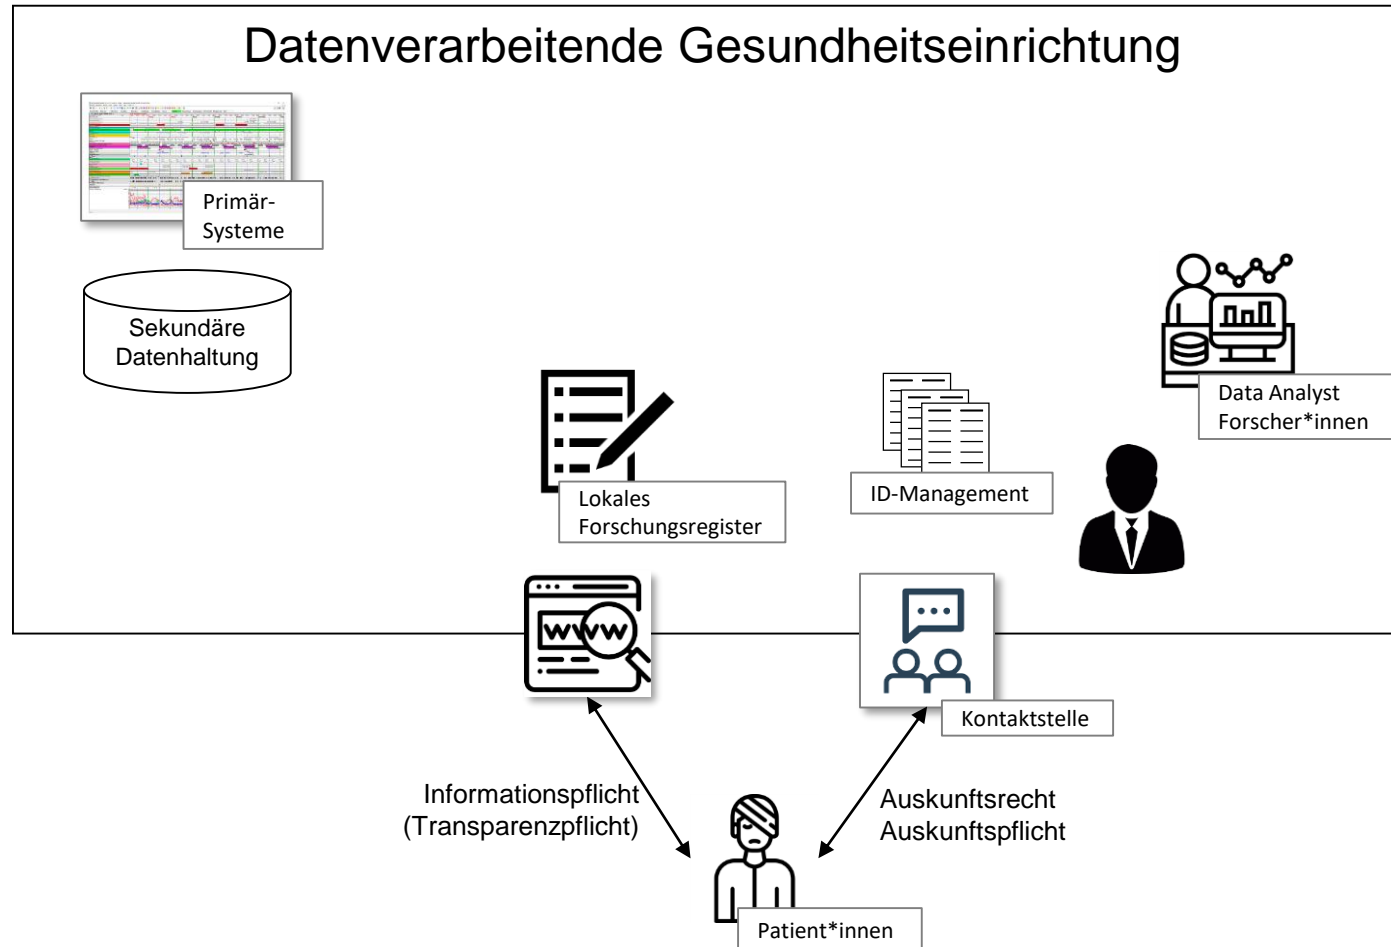 Datenverarbeitende Gesundheitseinrichtung
Primär-
Systeme
Sekundäre
Datenhaltung
Data Analyst
Forscher*innen
ID-Management
Lokales
Forschungsregister
www
Kontaktstelle
Informationspflicht
(Transparenzpflicht)
Auskunftsrecht
Auskunftspflicht
Patient*innen